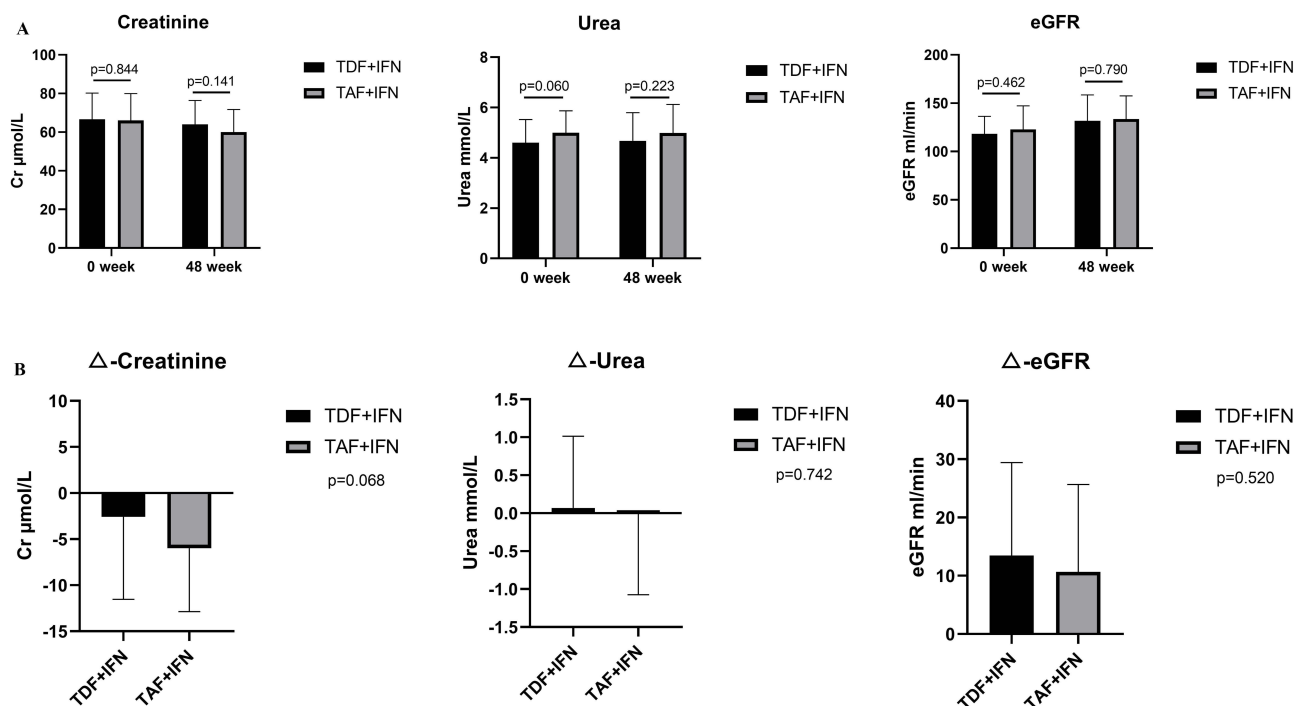 A
Creatinine
Cr µmol/L
100
80
60
40
20
0
p=0.844
p=0.141
0 week
48 week
TDF+IFN
TAF+IFN
Urea
Urea mmol/L
8
6
4
2
0
p=0.060
p=0.223
0 week
48 week
TDF+IFN
TAF+IFN
eGFR
eGFR ml/min
200
150
100
50
0
p=0.462
p=0.790
0 week
48 week
TDF+IFN
TAF+IFN
B
△-Creatinine
Cr µmol/L
10
5
0
-5
-10
-15
TDF+IFN
TAF+IFN
TDF+IFN
TAF+IFN
p=0.068
△-Urea
Urea mmol/L
1.5
1.0
0.5
0.0
-0.5
-1.0
-1.5
TDF+IFN
TAF+IFN
TDF+IFN
TAF+IFN
p=0.742
△-eGFR
eGFR ml/min
40
30
20
10
0
TDF+IFN
TAF+IFN
TDF+IFN
TAF+IFN
p=0.520